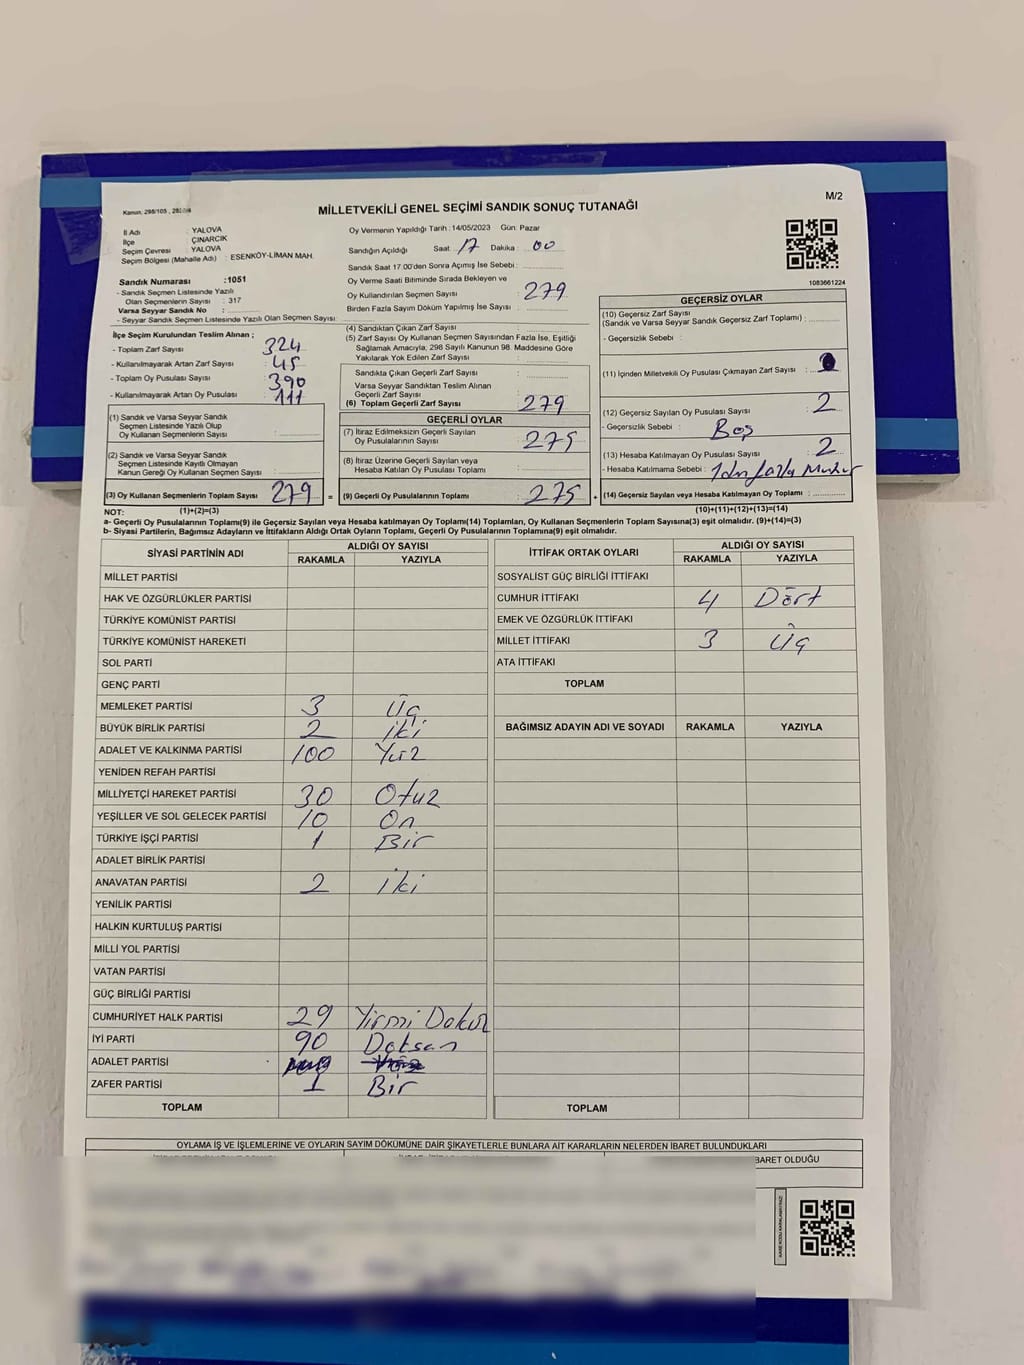 M/2
Kanun, 298/105
MİLLETVEKİLİ GENEL SEÇİMİ SANDIK SONUÇ TUTANAĞI
İl Adı : YALOVA
İlçe : ÇINARCIK
Seçim Çevresi : YALOVA
Seçim Bölgesi (Mahalle Adı) : ESENKÖY-LİMAN MAH.
Sandık Numarası :1051
- Sandık Seçmen Listesinde Yazılı
Olan Seçmenlerin Sayısı : 317
Varsa Seyyar Sandık No :
- Seyyar Sandık Seçmen Listesinde Yazılı Olan Seçmen Sayısı:
İlçe Seçim Kurulundan Teslim Alınan ;
- Toplam Zarf Sayısı : 324
- Kullanılmayarak Artan Zarf Sayısı : 45
- Toplam Oy Pusulası Sayısı : 390
- Kullanılmayarak Artan Oy Pusulası : 111
(1) Sandık ve Varsa Seyyar Sandık
Seçmen Listesinde Yazılı Olup
Oy Kullanan Seçmenlerin Sayısı :
(2) Sandık ve Varsa Seyyar Sandık
Seçmen Listesinde Kayıtlı Olmayan
Kanun Gereği Oy Kullanan Seçmen Sayısı :
(3) Oy Kullanan Seçmenlerin Toplam Sayısı 279 =
Oy Vermenin Yapıldığı Tarih : 14/05/2023 Gün: Pazar
Sandığın Açıldığı Saat: 17 Dakika : 00
Sandık Saat 17.00'den Sonra Açılmış İse Sebebi :
Oy Verme Saati Bitiminde Sırada Bekleyen ve
Oy Kullandırılan Seçmen Sayısı : 279
Birden Fazla Sayım Döküm Yapılmış İse Sayısı :
(4) Sandıktan Çıkan Zarf Sayısı :
(5) Zarf Sayısı Oy Kullanan Seçmen Sayısından Fazla İse, Eşitliği
Sağlamak Amacıyla, 298 Sayılı Kanunun 98. Maddesine Göre
Yakılarak Yok Edilen Zarf Sayısı :
Sandıkta Çıkan Geçerli Zarf Sayısı :
Varsa Seyyar Sandıktan Teslim Alınan
Geçerli Zarf Sayısı :
(6) Toplam Geçerli Zarf Sayısı : 279
GEÇERLİ OYLAR
(7) İtiraz Edilmeksizin Geçerli Sayılan
Oy Pusulalarının Sayısı : 275
(8) İtiraz Üzerine Geçerli Sayılan veya
Hesaba Katılan Oy Pusulası Toplamı :
(9) Geçerli Oy Pusulalarının Toplamı : 275 +
1083661224
GEÇERSİZ OYLAR
(10) Geçersiz Zarf Sayısı
(Sandık ve Varsa Seyyar Sandık Geçersiz Zarf Toplamı) :
- Geçersizlik Sebebi :
(11) İçinden Milletvekili Oy Pusulası Çıkmayan Zarf Sayısı :
(12) Geçersiz Sayılan Oy Pusulası Sayısı : 2
- Geçersizlik Sebebi : Boş
(13) Hesaba Katılmayan Oy Pusulası Sayısı : 2
- Hesaba Katılmama Sebebi : 1den fazla Mühür
(14) Geçersiz Sayılan veya Hesaba Katılmayan Oy Toplamı :
NOT: (1)+(2)=(3) (10)+(11)+(12)+(13)=(14)
a- Geçerli Oy Pusulalarının Toplamı(9) ile Geçersiz Sayılan veya Hesaba katılmayan Oy Toplamı(14) Toplamları, Oy Kullanan Seçmenlerin Toplam Sayısına(3) eşit olmalıdır. (9)+(14)=(3)
b- Siyasi Partilerin, Bağımsız Adayların ve İttifakların Aldığı Ortak Oyların Toplamı, Geçerli Oy Pusulalarının Toplamına(9) eşit olmalıdır.
SİYASİ PARTİNİN ADI ALDIĞI OY SAYISI
RAKAMLA YAZIYLA
MİLLET PARTİSİ
HAK VE ÖZGÜRLÜKLER PARTİSİ
TÜRKİYE KOMÜNİST PARTİSİ
TÜRKİYE KOMÜNİST HAREKETİ
SOL PARTİ
GENÇ PARTİ
MEMLEKET PARTİSİ 3 Üç
BÜYÜK BİRLİK PARTİSİ 2 iki
ADALET VE KALKINMA PARTİSİ 100 Yüz
YENİDEN REFAH PARTİSİ
MİLLİYETÇİ HAREKET PARTİSİ 30 Otuz
YEŞİLLER VE SOL GELECEK PARTİSİ 10 On
TÜRKİYE İŞÇİ PARTİSİ 1 Bir
ADALET BİRLİK PARTİSİ
ANAVATAN PARTİSİ 2 iki
YENİLİK PARTİSİ
HALKIN KURTULUŞ PARTİSİ
MİLLİ YOL PARTİSİ
VATAN PARTİSİ
GÜÇ BİRLİĞİ PARTİSİ
CUMHURİYET HALK PARTİSİ 29 Yirmi Dokuz
İYİ PARTİ 90 Doksan
ADALET PARTİSİ
ZAFER PARTİSİ 1 Bir
TOPLAM
İTTİFAK ORTAK OYLARI ALDIĞI OY SAYISI
RAKAMLA YAZIYLA
SOSYALİST GÜÇ BİRLİĞİ İTTİFAKI
CUMHUR İTTİFAKI 4 Dört
EMEK VE ÖZGÜRLÜK İTTİFAKI
MİLLET İTTİFAKI 3 Üç
ATA İTTİFAKI
TOPLAM
BAĞIMSIZ ADAYIN ADI VE SOYADI RAKAMLA YAZIYLA
TOPLAM
OYLAMA İŞ VE İŞLEMLERİNE VE OYLARIN SAYIM DÖKÜMÜNE DAİR ŞİKAYETLERLE BUNLARA AİT KARARLARIN NELERDEN İBARET BULUNDUKLARI
BARET OLDUĞU